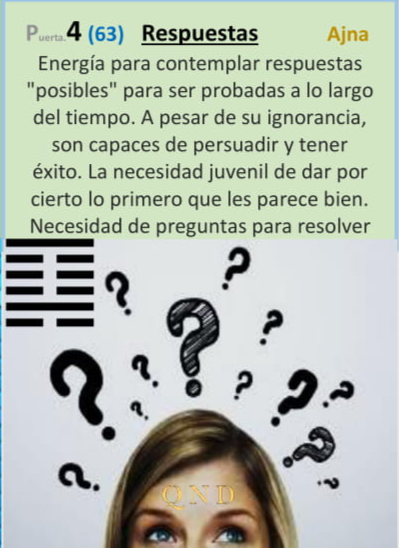 Puerta.4 (63) Respuestas Ajna
Energía para contemplar respuestas
"posibles" para ser probadas a lo largo
del tiempo. A pesar de su ignorancia,
son capaces de persuadir y tener
éxito. La necesidad juvenil de dar por
cierto lo primero que les parece bien.
Necesidad de preguntas para resolver
? ? ? ? ? ? ? ? ? ? ? ? ?
QND